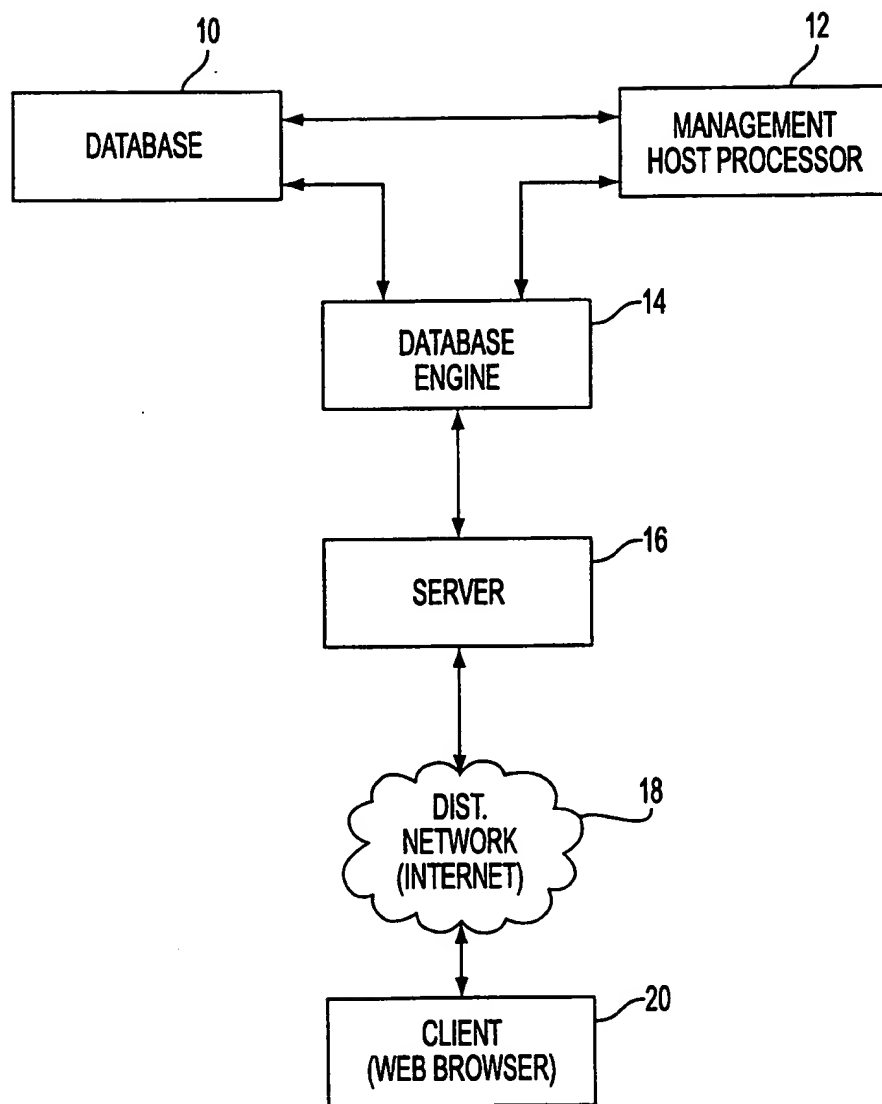 10
12
DATABASE
MANAGEMENT
HOST PROCESSOR
14
DATABASE
ENGINE
16
SERVER
18
DIST.
NETWORK
(INTERNET)
20
CLIENT
(WEB BROWSER)